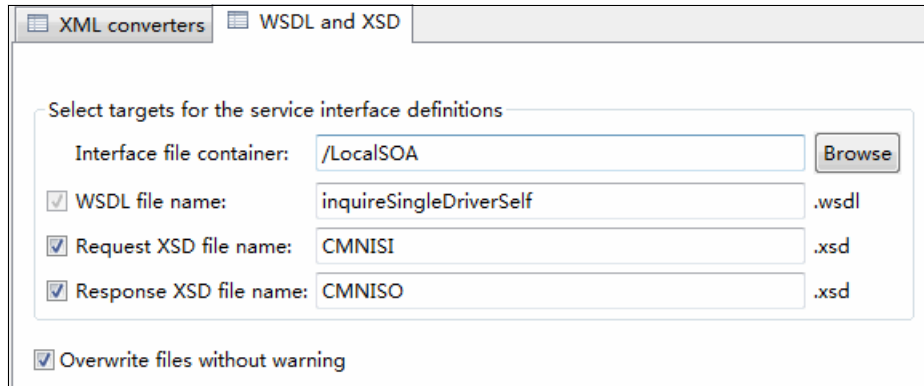 XML converters WSDL and XSD
Select targets for the service interface definitions
Interface file container: /LocalSOA Browse
WSDL file name: inquireSingleDriverSelf .wsdl
Request XSD file name: CMNISI .xsd
Response XSD file name: CMNISO .xsd
Overwrite files without warning